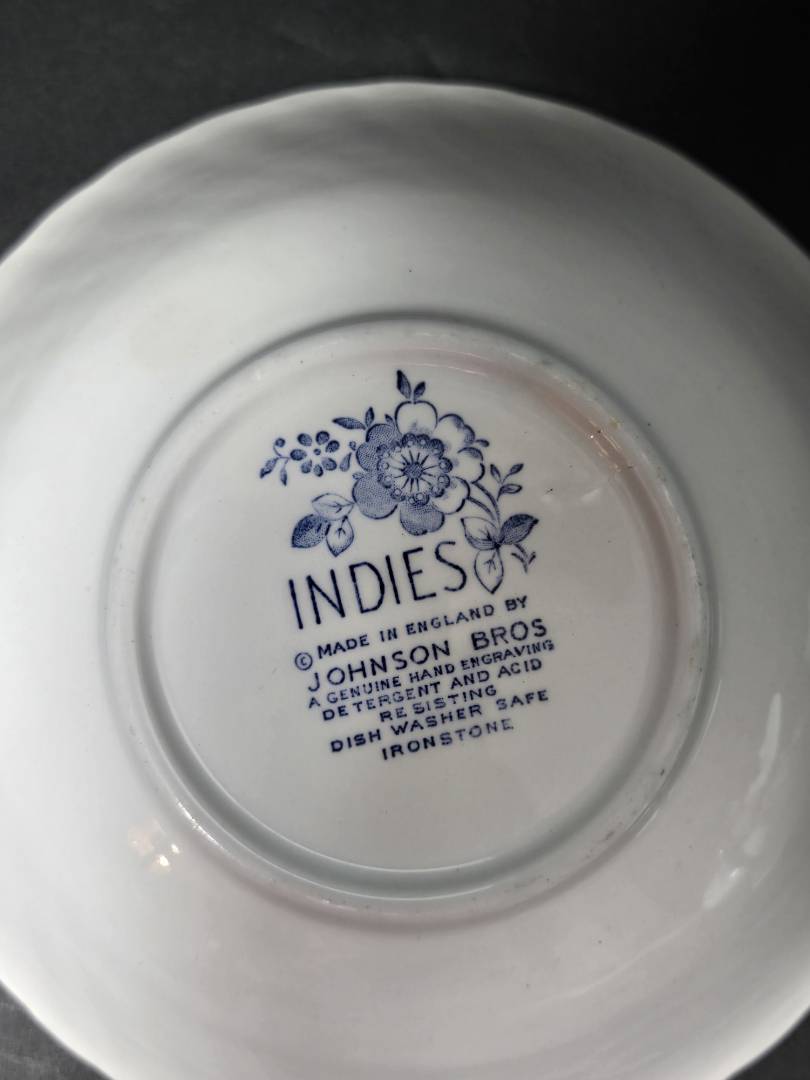 INDIES
© MADE IN ENGLAND BY
JOHNSON BROS
A GENUINE HAND ENGRAVING
DETERGENT AND ACID
RESISTING
DISH WASHER SAFE
IRONSTONE